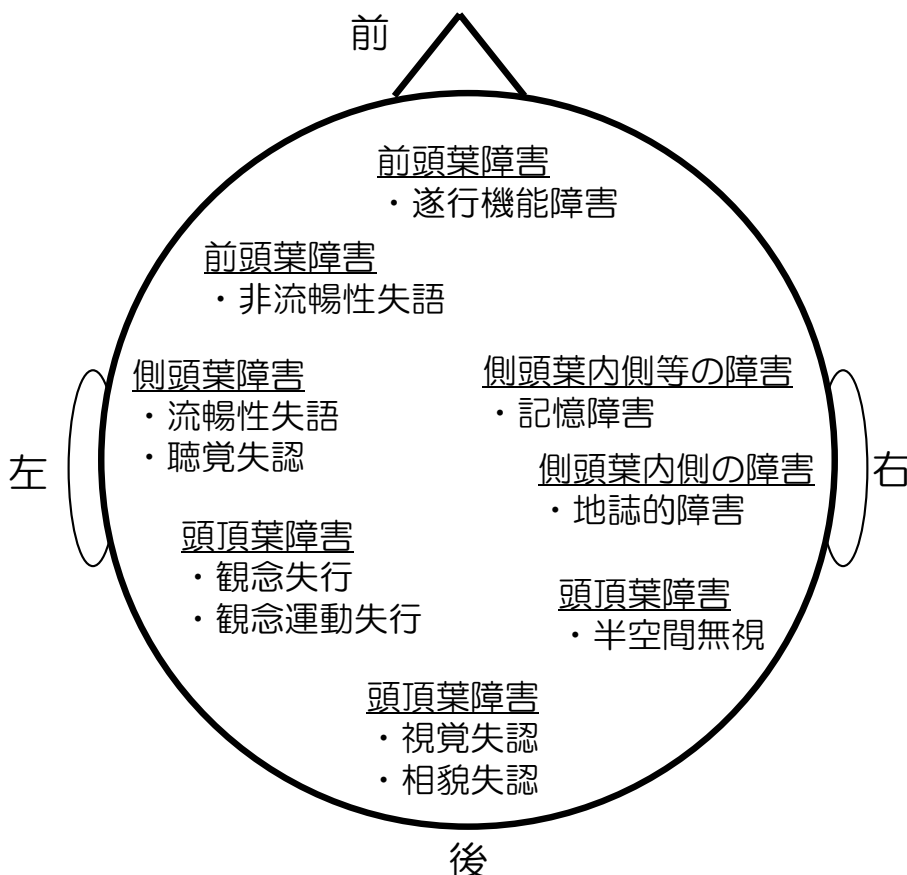 前
前頭葉障害
・遂行機能障害
前頭葉障害
・非流暢性失語
側頭葉障害
・流暢性失語
・聴覚失認
側頭葉内側等の障害
・記憶障害
左
側頭葉内側の障害
・地誌的障害
右
頭頂葉障害
・観念失行
・観念運動失行
頭頂葉障害
・半空間無視
頭頂葉障害
・視覚失認
・相貌失認
後